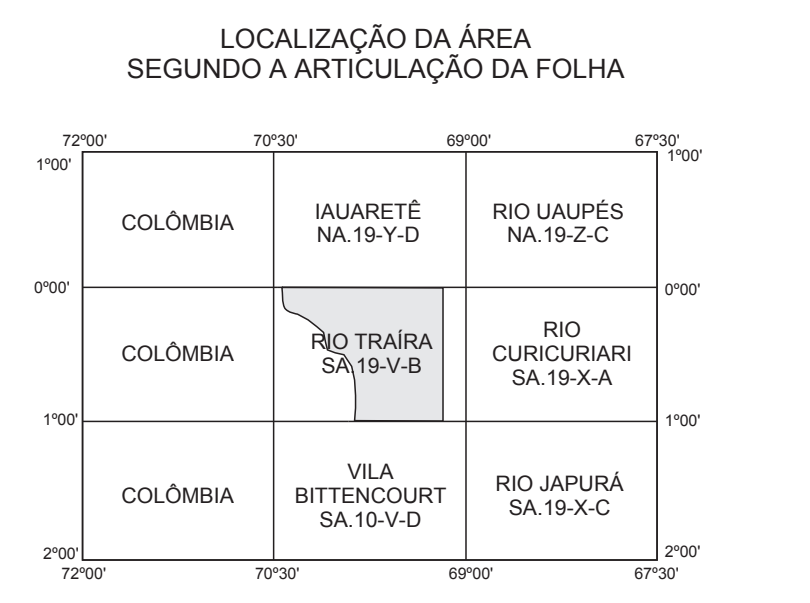 LOCALIZAÇÃO DA ÁREA
SEGUNDO A ARTICULAÇÃO DA FOLHA
72º00'
70º30'
69º00'
67º30'
1º00'
1º00'
COLÔMBIA
IAUARETÊ
NA.19-Y-D
RIO UAUPÉS
NA.19-Z-C
0º00'
0º00'
COLÔMBIA
RIO TRAÍRA
SA.19-V-B
RIO
CURICURIARI
SA.19-X-A
1º00'
1º00'
COLÔMBIA
VILA
BITTENCOURT
SA.10-V-D
RIO JAPURÁ
SA.19-X-C
2º00'
2º00'
72º00'
70º30'
69º00'
67º30'